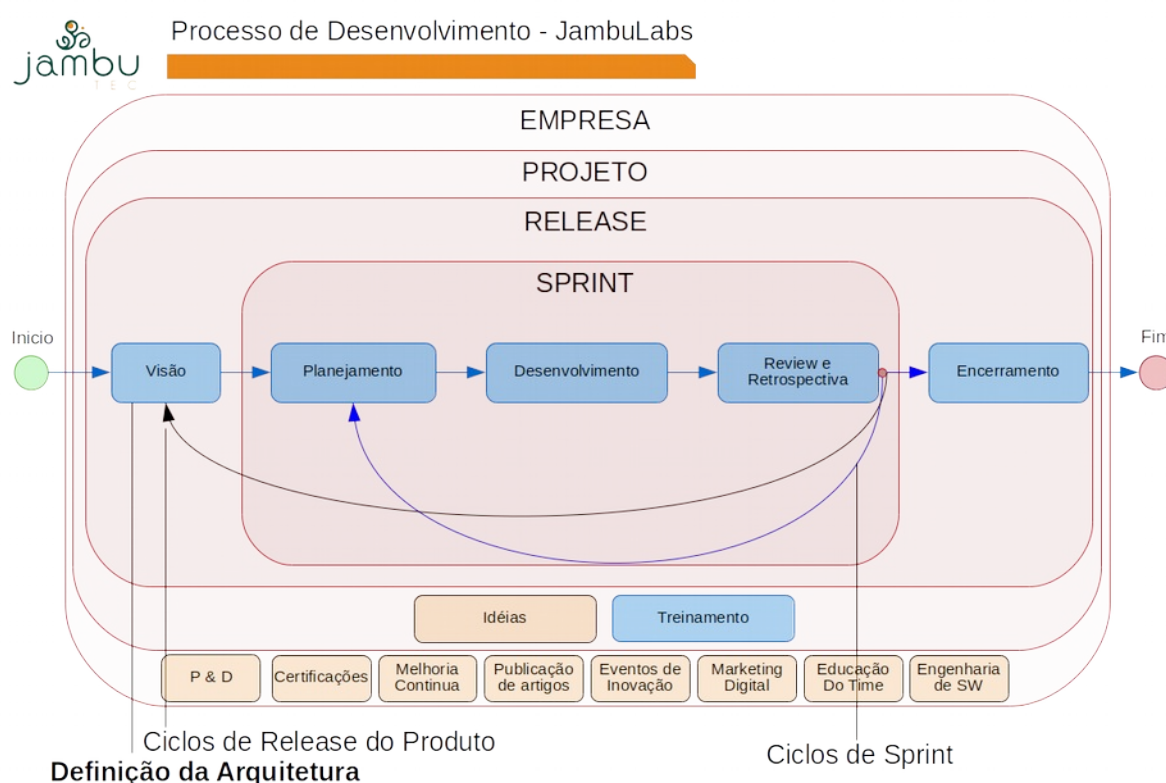 Processo de Desenvolvimento - JambuLabs
jambu
TEC
EMPRESA
PROJETO
RELEASE
SPRINT
Inicio
Fim
Visão
Planejamento
Desenvolvimento
Review e
Retrospectiva
Encerramento
Idéias
Treinamento
P & D
Certificações
Melhoria
Continua
Publicação
de artigos
Eventos de
Inovação
Marketing
Digital
Educação
Do Time
Engenharia
de SW
Ciclos de Release do Produto
Ciclos de Sprint
Definição da Arquitetura